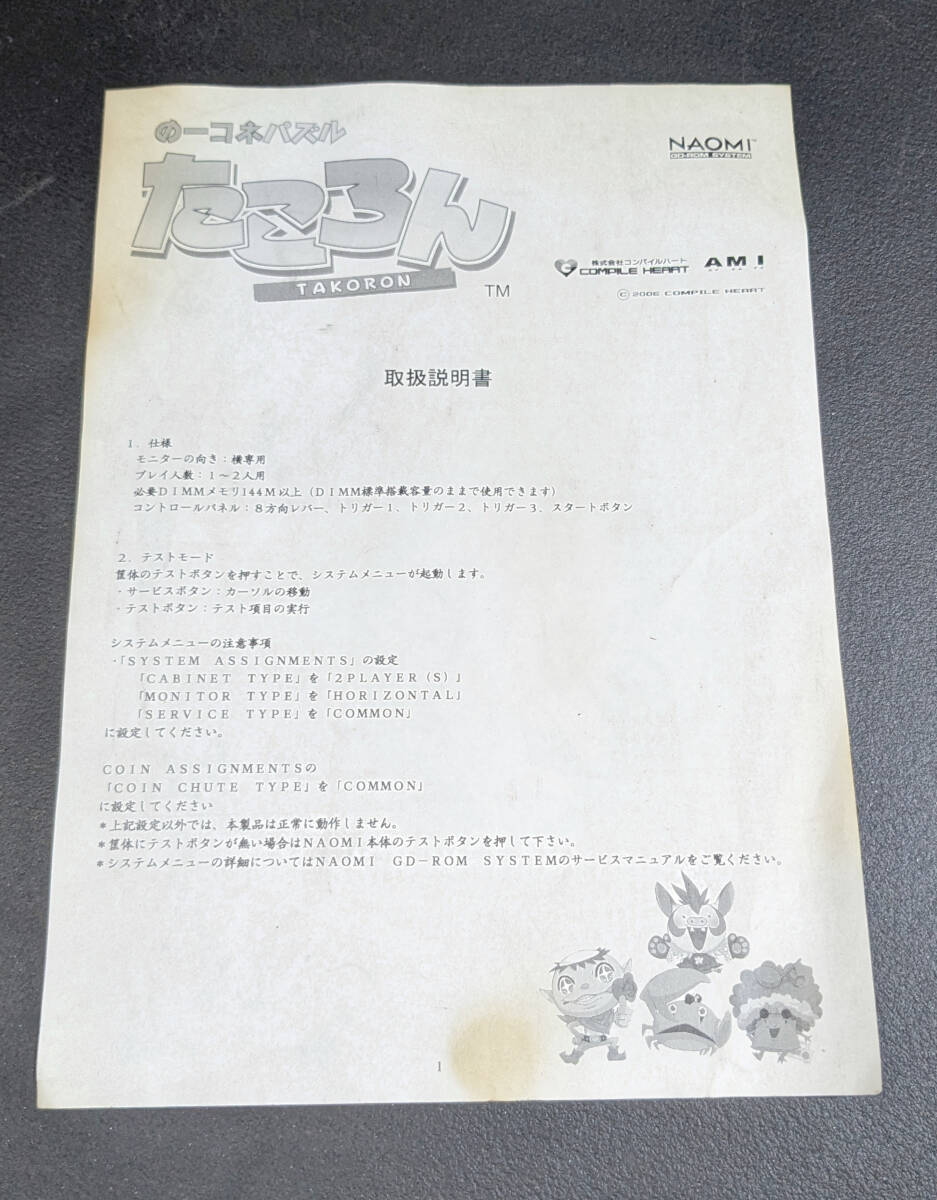 のーコネパズル
たころん
TAKORON
TM
NAOMI™
GD-ROM SYSTEM
株式会社コンパイルハート
COMPILE HEART
AMI
© 2006 COMPILE HEART
取扱説明書
1．仕様
モニターの向き：横専用
プレイ人数：1～2人用
必要DIMMメモリ144M以上（DIMM標準搭載容量のままで使用できます）
コントロールパネル：8方向レバー、トリガー1、トリガー2、トリガー3．スタートボタン
2．テストモード
筐体のテストボタンを押すことで、システムメニューが起動します。
・サービスボタン：カーソルの移動
・テストボタン：テスト項目の実行
システムメニューの注意事項
・「SYSTEM ASSIGNMENTS」の設定
「CABINET TYPE」を「2PLAYER（S）」
「MONITOR TYPE」を「HORIZONTAL」
「SERVICE TYPE」を「COMMON」
に設定してください。
COIN ASSIGNMENTSの
「COIN CHUTE TYPE」を「COMMON」
に設定してください
＊上記設定以外では、本製品は正常に動作しません。
＊筐体にテストボタンが無い場合はNAOMI本体のテストボタンを押して下さい。
＊システムメニューの詳細についてはNAOMI GD－ROM SYSTEMのサービスマニュアルをご覧ください。
1